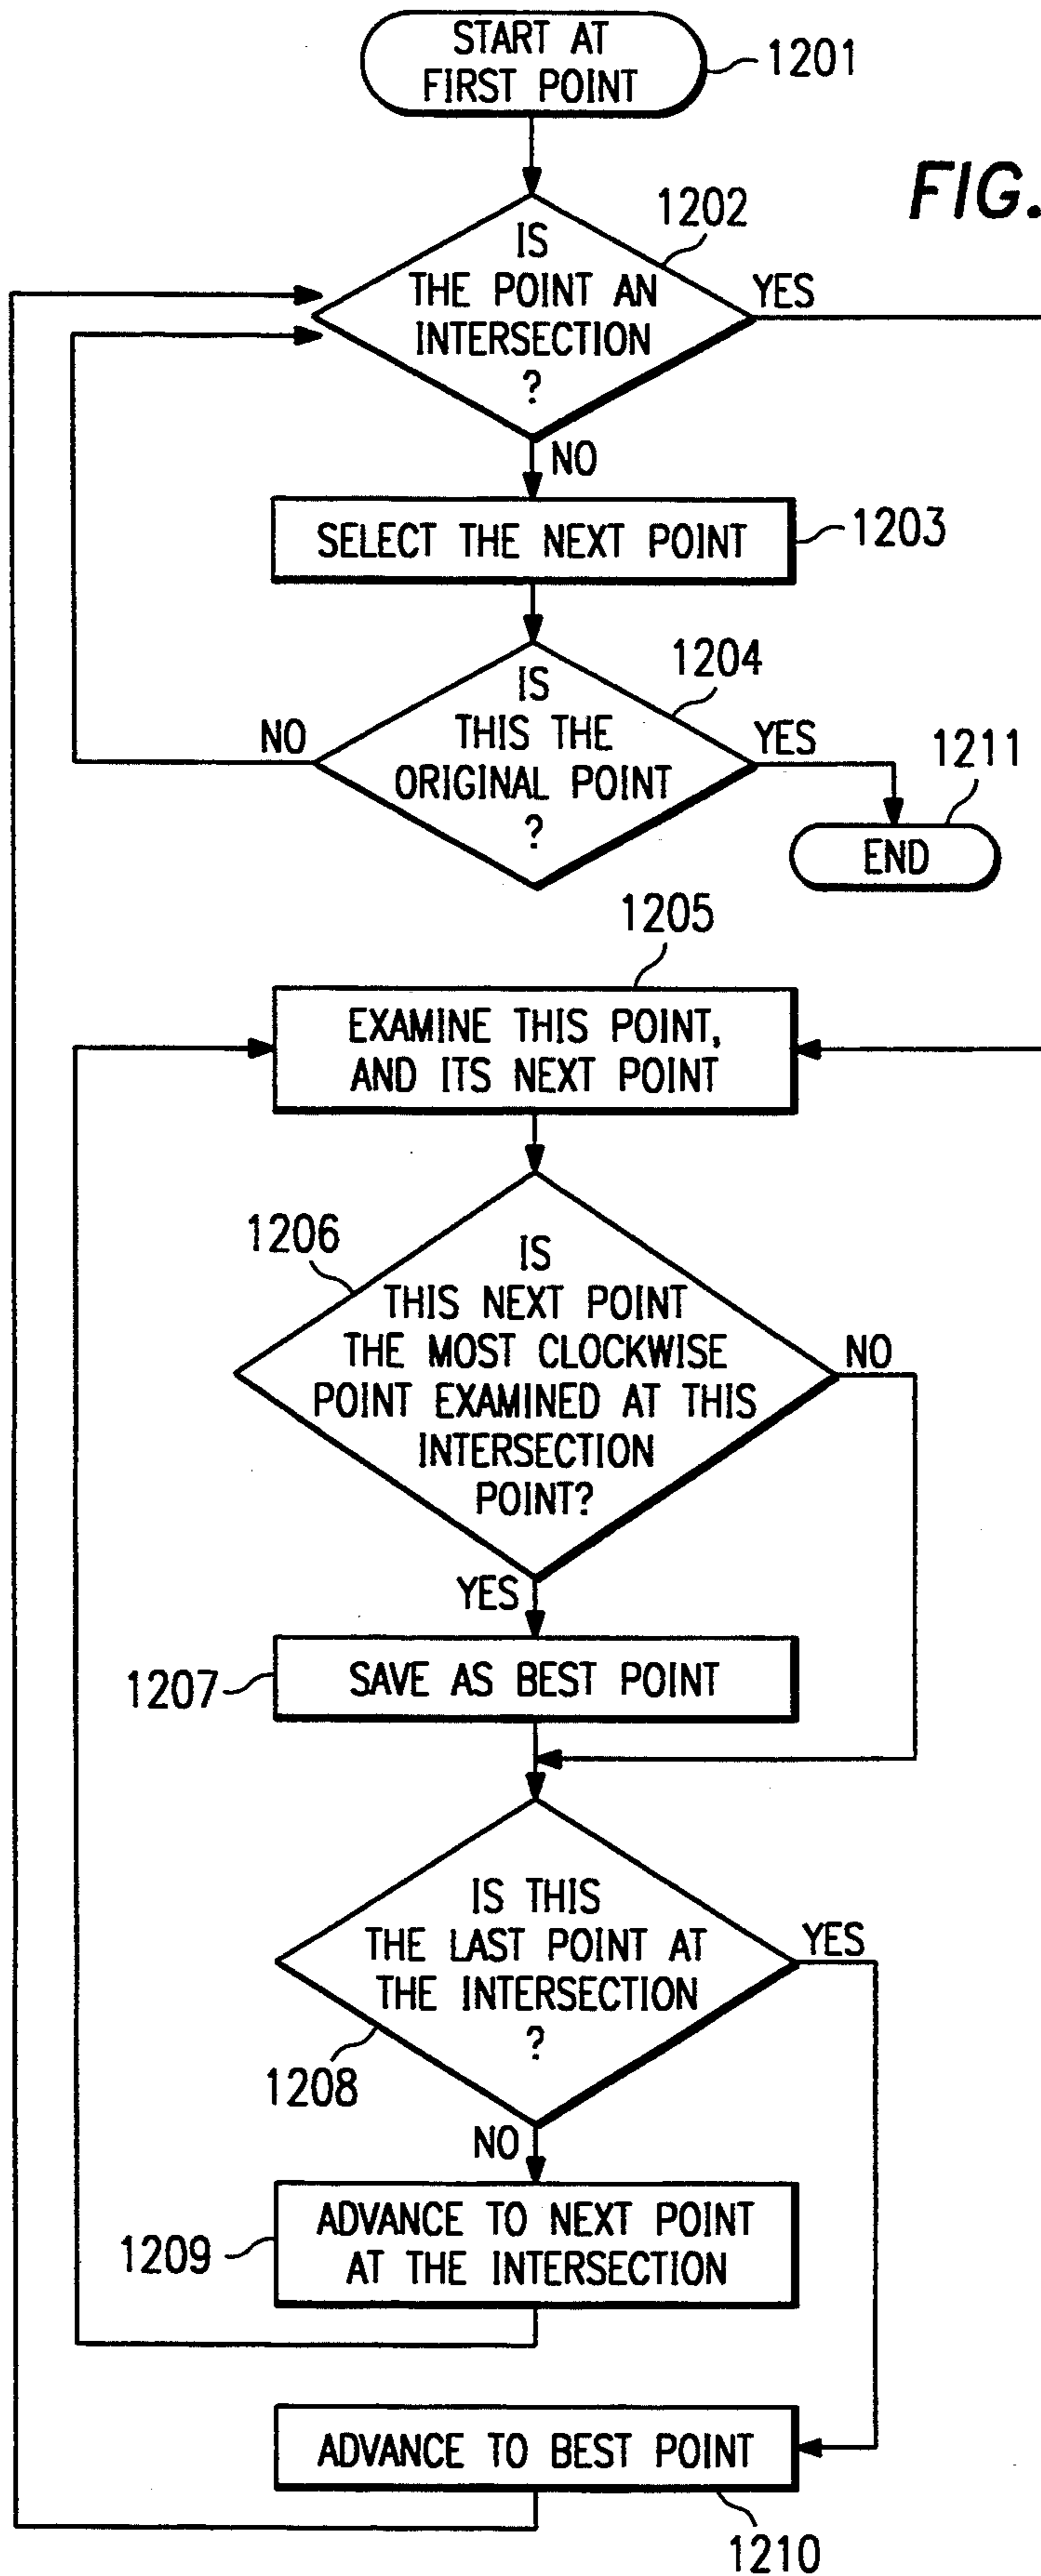 START AT
FIRST POINT
1201
FIG.
1202
IS
THE POINT AN
INTERSECTION
?
YES
NO
SELECT THE NEXT POINT
1203
1204
IS
THIS THE
ORIGINAL POINT
?
NO
YES
1211
END
1205
EXAMINE THIS POINT,
AND ITS NEXT POINT
1206
IS
THIS NEXT POINT
THE MOST CLOCKWISE
POINT EXAMINED AT THIS
INTERSECTION
POINT?
NO
YES
1207
SAVE AS BEST POINT
IS THIS
THE LAST POINT AT
THE INTERSECTION
?
YES
1208
NO
1209
ADVANCE TO NEXT POINT
AT THE INTERSECTION
ADVANCE TO BEST POINT
1210